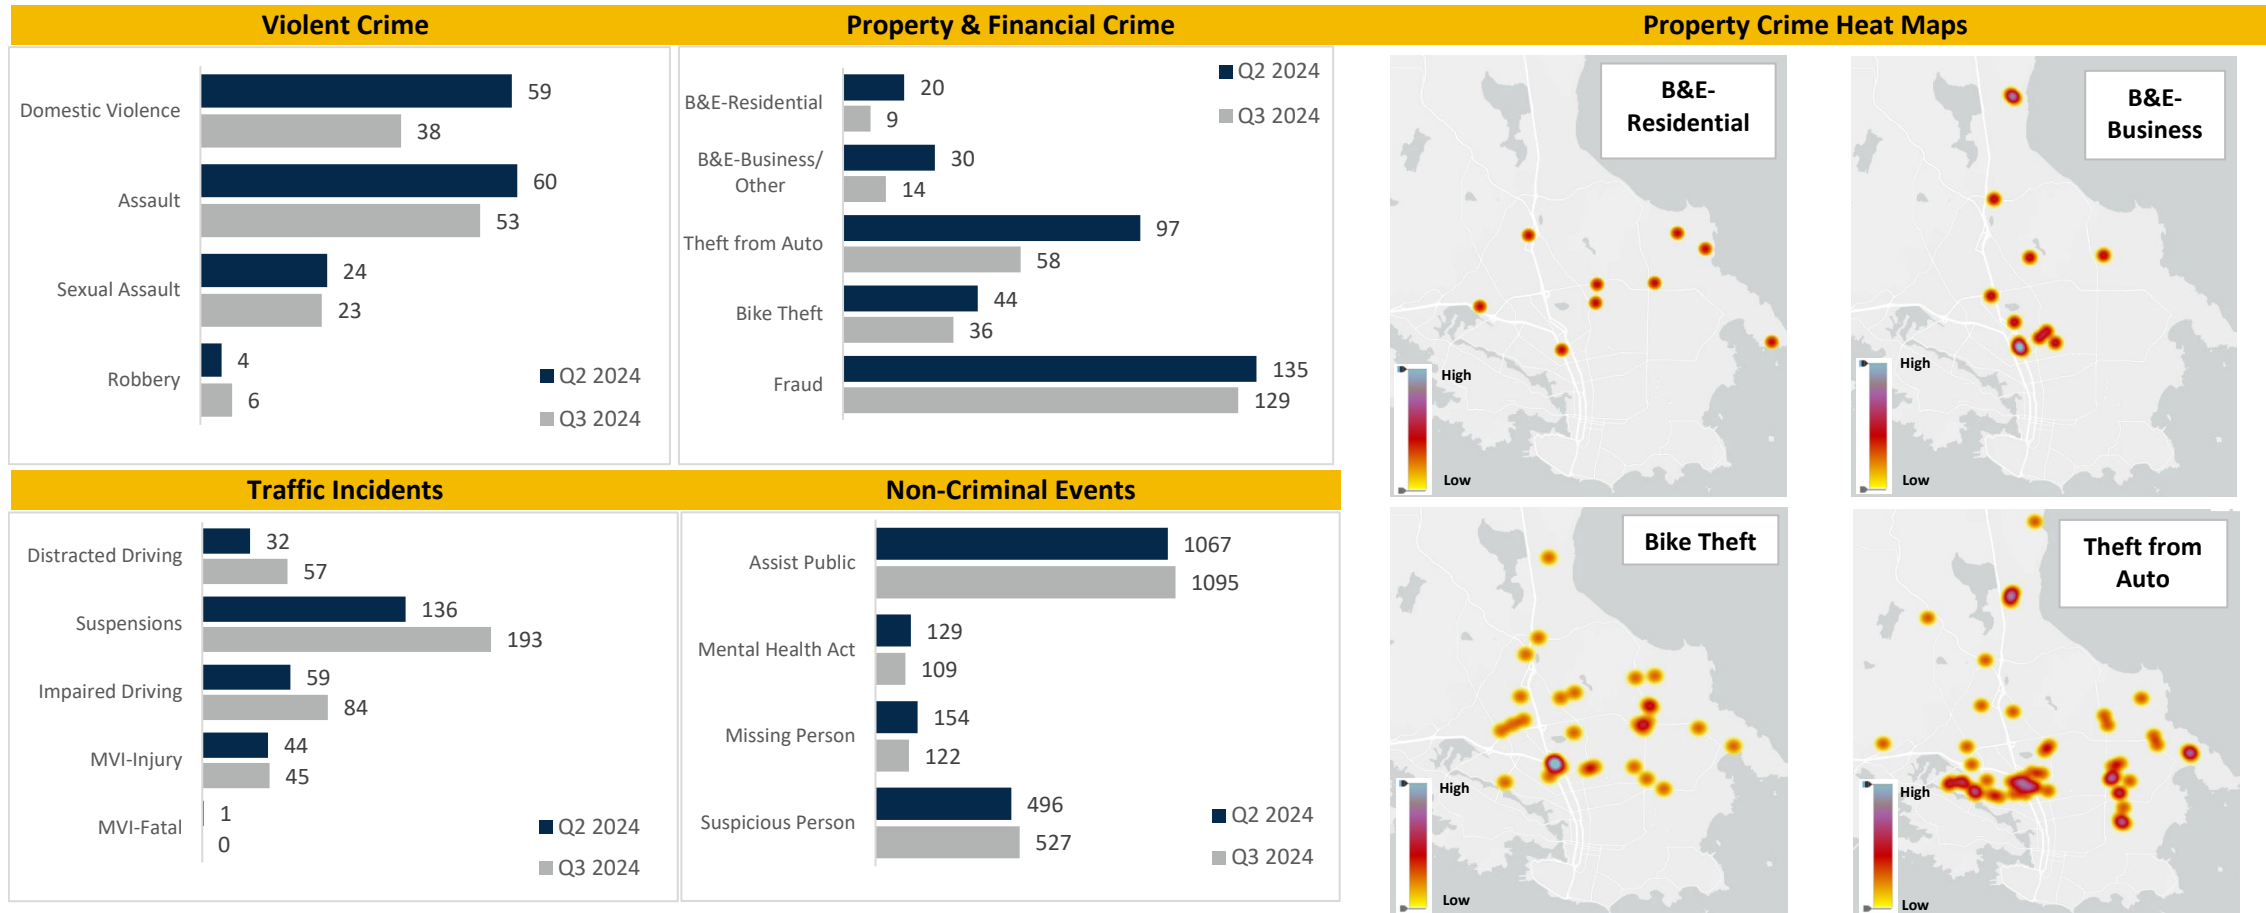 Violent Crime
Domestic Violence
59
38
Assault
60
53
Sexual Assault
24
23
Robbery
4
6
Q2 2024
Q3 2024
Property & Financial Crime
Q2 2024
Q3 2024
B&E-Residential
20
9
B&E-Business/
Other
30
14
Theft from Auto
97
58
Bike Theft
44
36
Fraud
135
129
Property Crime Heat Maps
B&E-
Residential
High
Low
B&E-
Business
High
Low
Traffic Incidents
Distracted Driving
32
57
Suspensions
136
193
Impaired Driving
59
84
MVI-Injury
44
45
MVI-Fatal
1
0
Q2 2024
Q3 2024
Non-Criminal Events
Assist Public
1067
1095
Mental Health Act
129
109
Missing Person
154
122
Suspicious Person
496
527
Q2 2024
Q3 2024
Bike Theft
High
Low
Theft from
Auto
High
Low